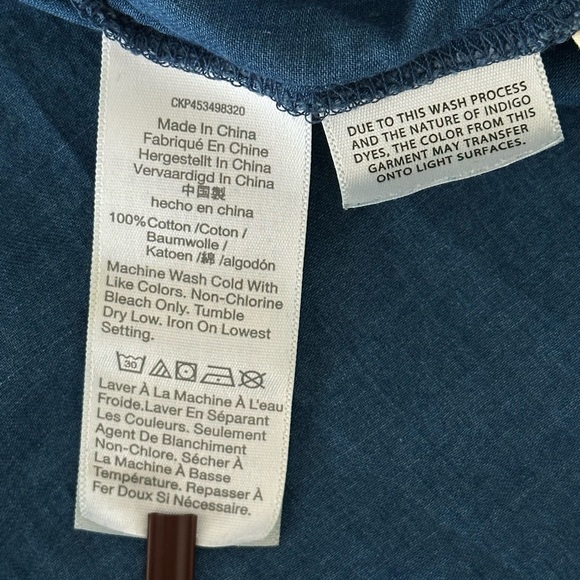 CKP453498320
Made In China
Fabriqué En Chine
Hergestellt In China
Vervaardigd In China
中国製
hecho en china
100%Cotton /Coton /
Baumwolle /
Katoen /綿 /algodón
Machine Wash Cold With
Like Colors. Non-Chlorine
Bleach Only. Tumble
Dry Low. Iron On Lowest
Setting.
30
Laver À La Machine À L'eau
Froide.Laver En Séparant
Les Couleurs. Seulement
Agent De Blanchiment
Non-Chlore. Sécher À
La Machine À Basse
Température. Repasser À
Fer Doux Si Nécessaire.
DUE TO THIS WASH PROCESS
AND THE NATURE OF INDIGO
DYES, THE COLOR FROM THIS
GARMENT MAY TRANSFER
ONTO LIGHT SURFACES.